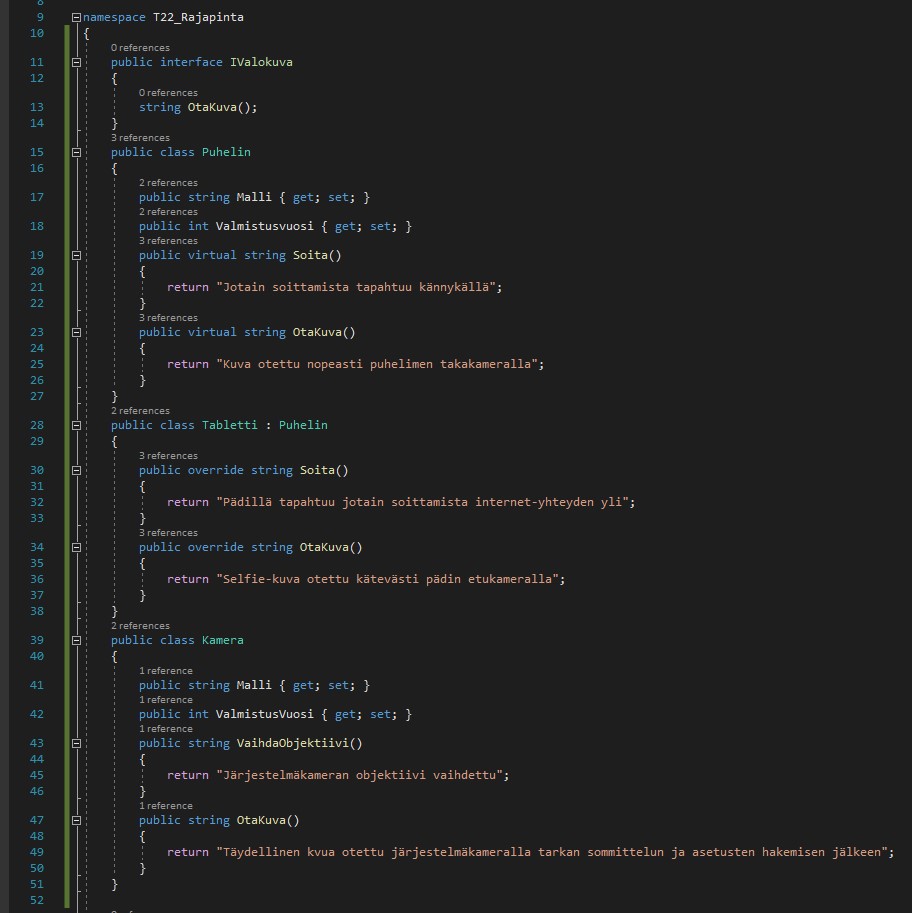 9 namespace T22_Rajapinta
10 {
0 references
11 public interface IValokuva
12 {
0 references
13 string OtaKuva();
14 }
3 references
15 public class Puhelin
16 {
2 references
17 public string Malli { get; set; }
2 references
18 public int Valmistusvuosi { get; set; }
3 references
19 public virtual string Soita()
20 {
21 return "Jotain soittamista tapahtuu kännykällä";
22 }
3 references
23 public virtual string OtaKuva()
24 {
25 return "Kuva otettu nopeasti puhelimen takakameralla";
26 }
27 }
2 references
28 public class Tabletti : Puhelin
29 {
3 references
30 public override string Soita()
31 {
32 return "Pädillä tapahtuu jotain soittamista internet-yhteyden yli";
33 }
3 references
34 public override string OtaKuva()
35 {
36 return "Selfie-kuva otettu kätevästi pädin etukameralla";
37 }
38 }
2 references
39 public class Kamera
40 {
1 reference
41 public string Malli { get; set; }
1 reference
42 public int ValmistusVuosi { get; set; }
1 reference
43 public string VaihdaObjektiivi()
44 {
45 return "Järjestelmäkameran objektiivi vaihdettu";
46 }
1 reference
47 public string OtaKuva()
48 {
49 return "Täydellinen kvua otettu järjestelmäkameralla tarkan sommittelun ja asetusten hakemisen jälkeen";
50 }
51 }
52